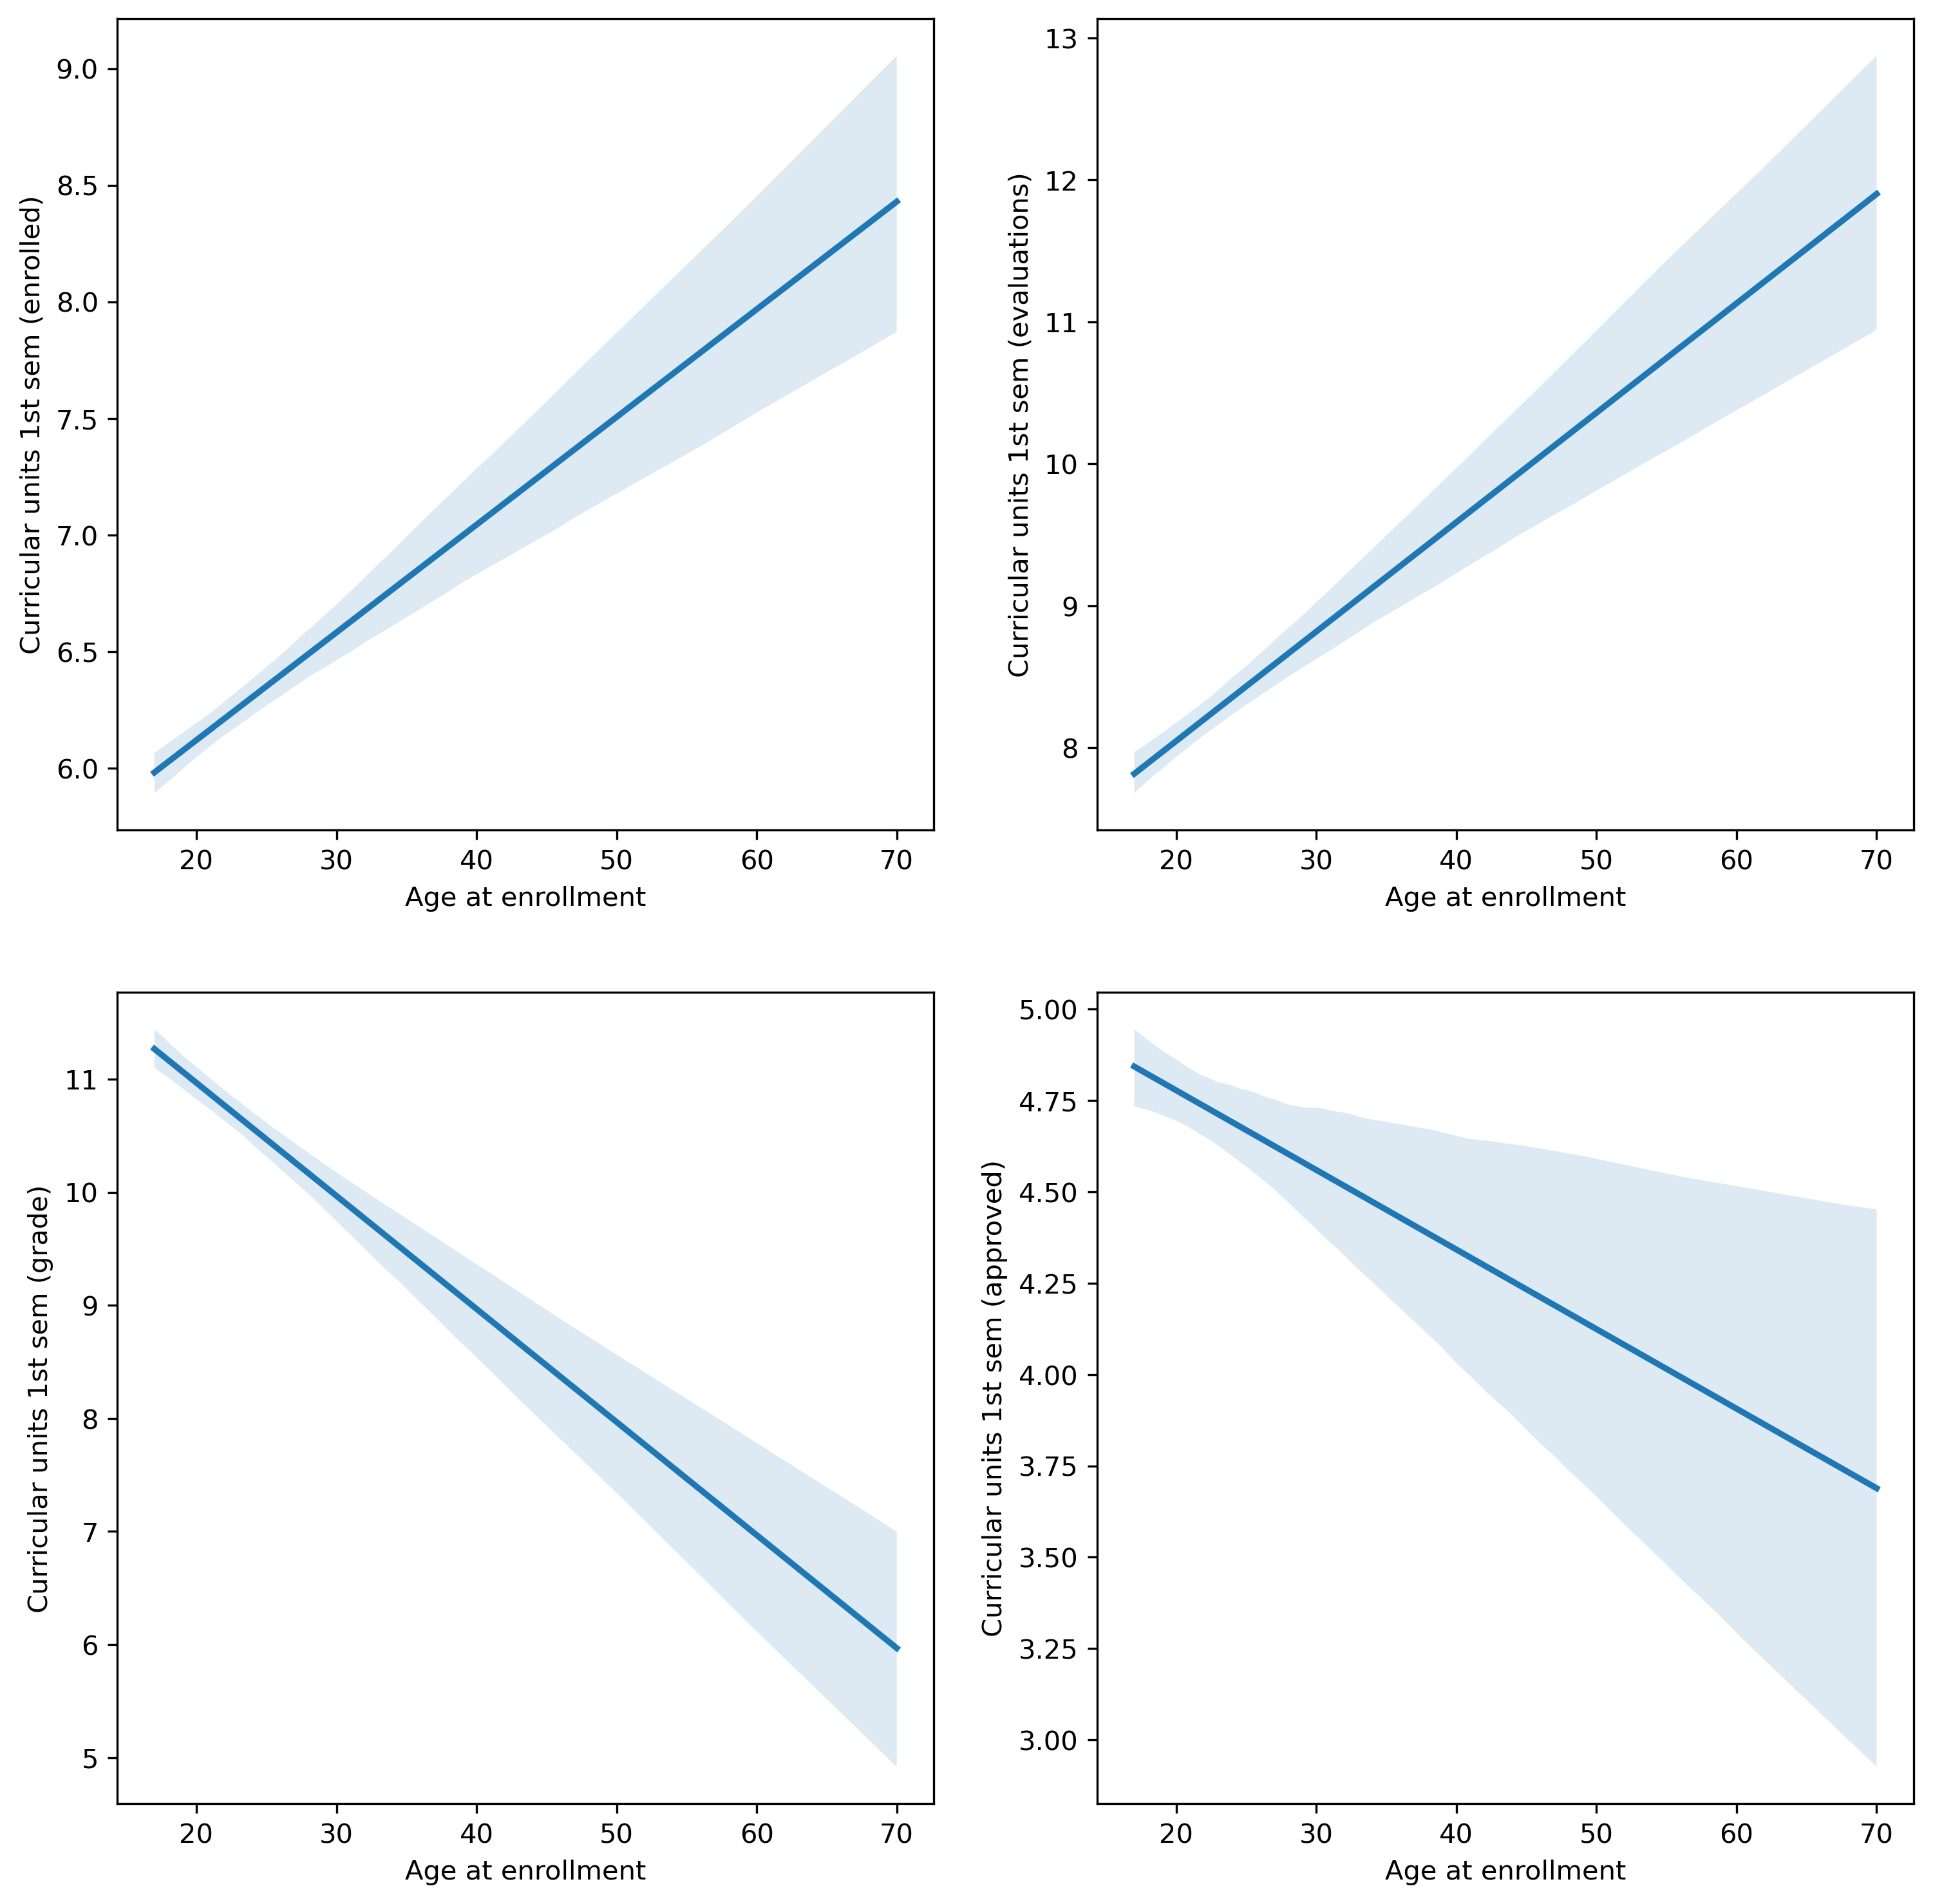 Curricular units 1st sem (enrolled)
9.0
8.5
8.0
7.5
7.0
6.5
6.0
20 30 40 50 60 70
Age at enrollment
Curricular units 1st sem (evaluations)
13
12
11
10
9
8
20 30 40 50 60 70
Age at enrollment
Curricular units 1st sem (grade)
11
10
9
8
7
6
5
20 30 40 50 60 70
Age at enrollment
Curricular units 1st sem (approved)
5.00
4.75
4.50
4.25
4.00
3.75
3.50
3.25
3.00
20 30 40 50 60 70
Age at enrollment